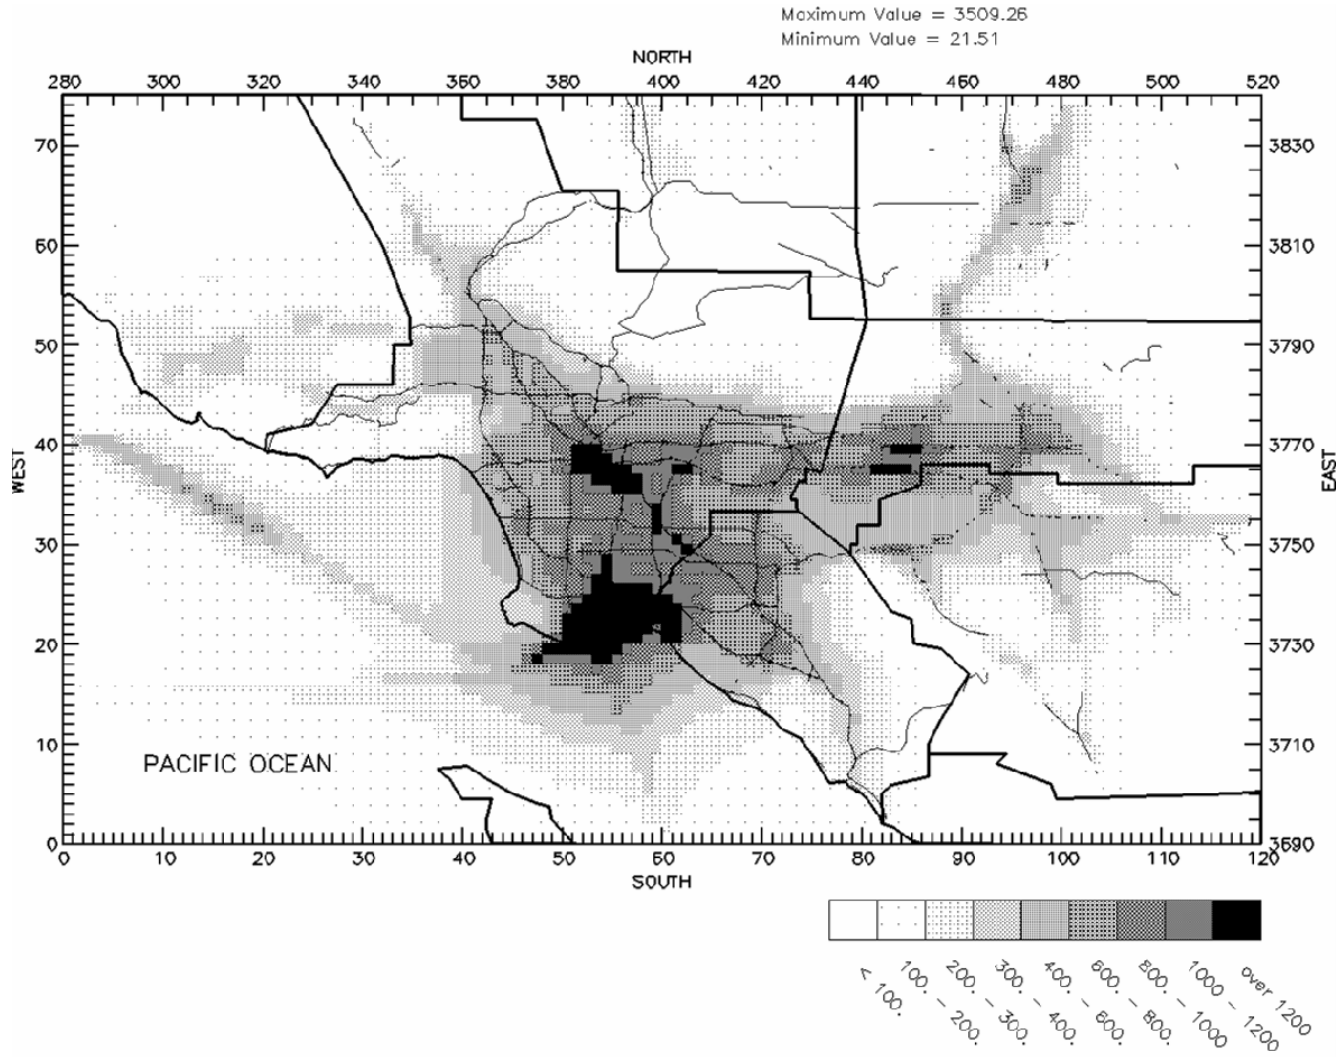 Maximum Value = 3509.26
Minimum Value = 21.51
NORTH
280 300 320 340 360 380 400 420 440 460 480 500 520
70 3830
60 3810
50 3790
40 3770
WEST EAST
30 3750
20 3730
10 3710
PACIFIC OCEAN
0 3690
0 10 20 30 40 50 60 70 80 90 100 110 120
SOUTH
< 100.
100. - 200.
200. - 300.
300. - 400.
400. - 600.
600. - 800.
800. - 1000
1000 - 1200
over 1200